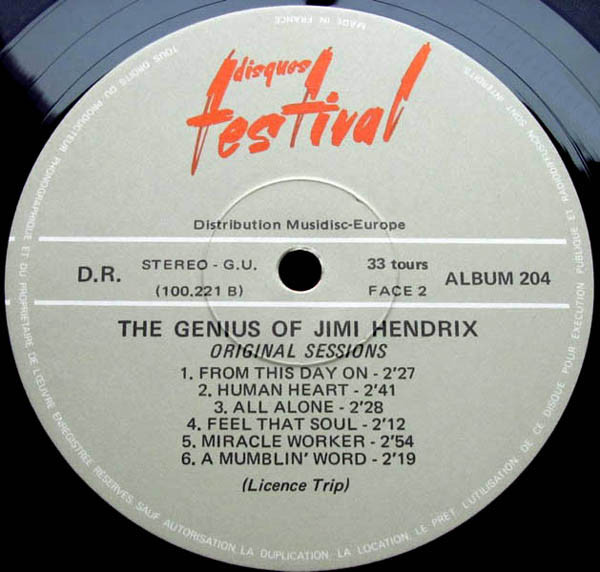 MADE IN FRANCE
disques
festival
Distribution Musidisc-Europe
D.R.
STEREO - G.U.
(100.221 B)
33 tours
FACE 2
ALBUM 204
THE GENIUS OF JIMI HENDRIX
ORIGINAL SESSIONS
1. FROM THIS DAY ON - 2'27
2. HUMAN HEART - 2'41
3. ALL ALONE - 2'28
4. FEEL THAT SOUL - 2'12
5. MIRACLE WORKER - 2'54
6. A MUMBLIN' WORD - 2'19
(Licence Trip)
TOUS DROITS DU PRODUCTEUR PHONOGRAPHIQUE ET DU PROPRIETAIRE DE L'ŒUVRE ENREGISTREE RESERVES. SAUF AUTORISATION, LA DUPLICATION, LA LOCATION, LE PRET, L'UTILISATION DE CE DISQUE POUR EXECUTION PUBLIQUE ET RADIODIFFUSION SONT INTERDITS